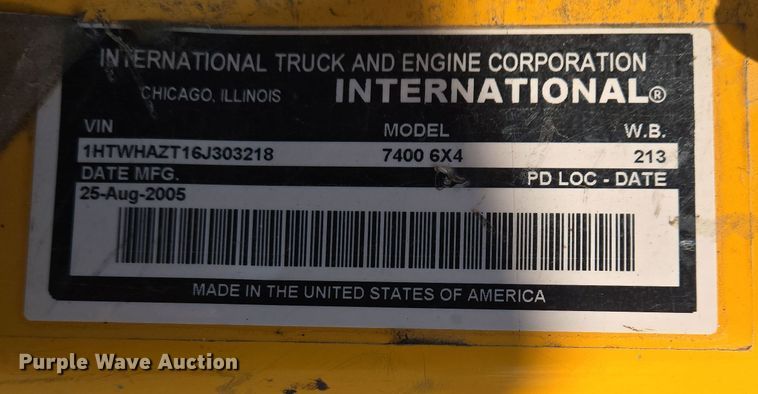 INTERNATIONAL TRUCK AND ENGINE CORPORATION
CHICAGO, ILLINOIS INTERNATIONAL®
VIN MODEL W.B.
1HTWHAZT16J303218 7400 6X4 213
DATE MFG. PD LOC - DATE
25-Aug-2005
MADE IN THE UNITED STATES OF AMERICA
Purple Wave Auction